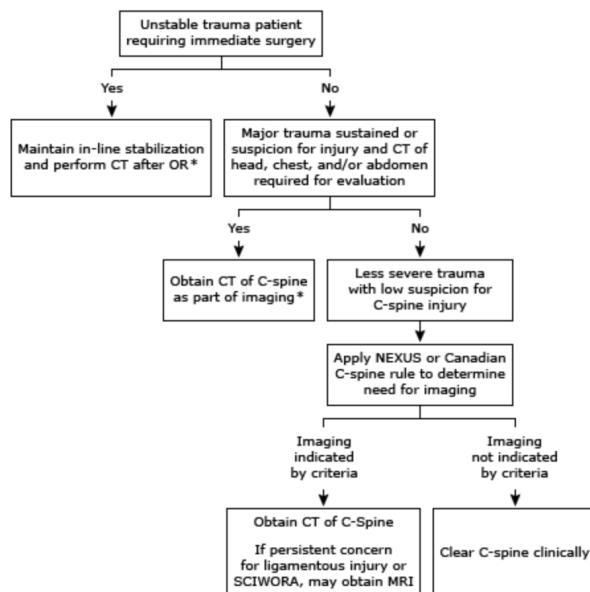 Unstable trauma patient
requiring immediate surgery
Yes
No
Maintain in-line stabilization
and perform CT after OR*
Major trauma sustained or
suspicion for injury and CT of
head, chest, and/or abdomen
required for evaluation
Yes
No
Obtain CT of C-spine
as part of imaging*
Less severe trauma
with low suspicion for
C-spine injury
Apply NEXUS or Canadian
C-spine rule to determine
need for imaging
Imaging
indicated
by criteria
Imaging
not indicated
by criteria
Obtain CT of C-Spine
If persistent concern
for ligamentous injury or
SCIWORA, may obtain MRI
Clear C-spine clinically